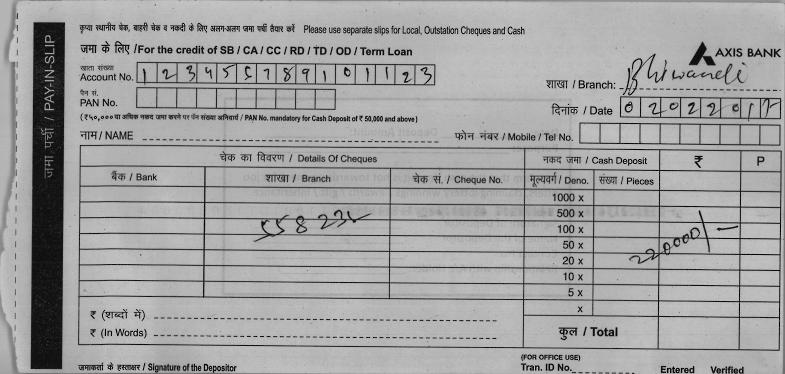 जमा पर्ची / PAY-IN-SLIP
कृपया स्थानीय चेक, बाहरी चेक व नकदी के लिए अलग-अलग जमा पर्ची तैयार करें Please use separate slips for Local, Outstation Cheques and Cash
जमा के लिए /For the credit of SB / CA / CC / RD / TD / OD / Term Loan
AXIS BANK
खाता संख्या
Account No. 1 2 3 4 5 6 7 8 9 1 0 1 1 2 3
शाखा / Branch: Bhiwandi
पैन सं.
PAN No.
दिनांक / Date 0 2 0 2 2 0 1
(₹५०,००० या अधिक नकद जमा करने पर पॅन संख्या अनिवार्य / PAN No. mandatory for Cash Deposit of ₹ 50,000 and above)
नाम / NAME फोन नंबर / Mobile / Tel No.
चेक का विवरण / Details Of Cheques नकद जमा / Cash Deposit ₹ P
बैंक / Bank शाखा / Branch चेक सं. / Cheque No. मूल्यवर्ग / Deno. संख्या / Pieces
1000 x
500 x
558235 100 x
50 x 220000/-
20 x
10 x
5 x
x
₹ (शब्दों में)
₹ (In Words) कुल / Total
जमाकर्ता के हस्ताक्षर / Signature of the Depositor
(FOR OFFICE USE)
Tran. ID No. Entered Verified